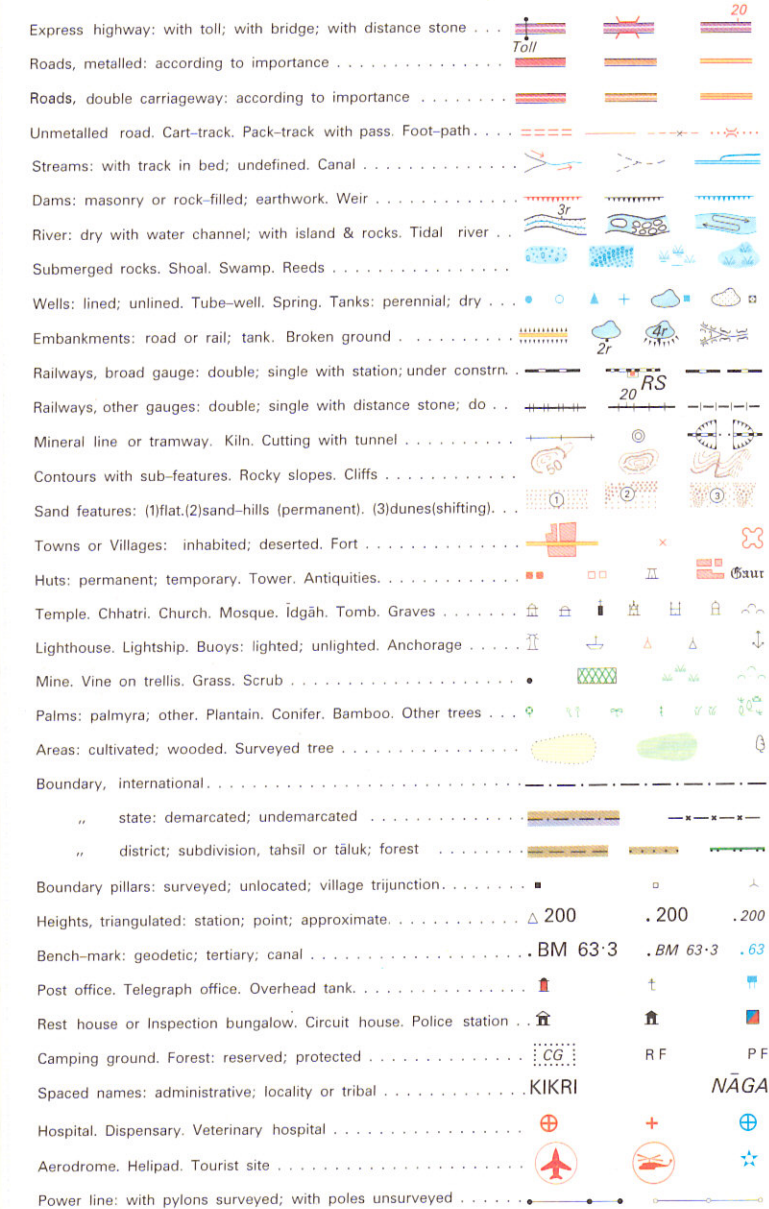 20
Express highway: with toll; with bridge; with distance stone . . .
Toll
Roads, metalled: according to importance . . . . . . . . . . . . . . .
Roads, double carriageway: according to importance . . . . . . . .
Unmetalled road. Cart–track. Pack–track with pass. Foot–path. . . .
Streams: with track in bed; undefined. Canal . . . . . . . . . . . . .
Dams: masonry or rock–filled; earthwork. Weir . . . . . . . . . . . .
3r
River: dry with water channel; with island & rocks. Tidal river . .
Submerged rocks. Shoal. Swamp. Reeds . . . . . . . . . . . . . . .
Wells: lined; unlined. Tube–well. Spring. Tanks: perennial; dry . . .
Embankments: road or rail; tank. Broken ground . . . . . . . . . . 4r
2r
Railways, broad gauge: double; single with station; under constrn. .
RS
Railways, other gauges: double; single with distance stone; do . . 20
Mineral line or tramway. Kiln. Cutting with tunnel . . . . . . . . . .
Contours with sub–features. Rocky slopes. Cliffs . . . . . . . . . . . 50
Sand features: (1)flat.(2)sand–hills (permanent). (3)dunes(shifting). . . 1 2 3
Towns or Villages: inhabited; deserted. Fort . . . . . . . . . . . . .
Huts: permanent; temporary. Tower. Antiquities. . . . . . . . . . . . Gaur
Temple. Chhatri. Church. Mosque. Īdgāh. Tomb. Graves . . . . . . .
Lighthouse. Lightship. Buoys: lighted; unlighted. Anchorage . . . . .
Mine. Vine on trellis. Grass. Scrub . . . . . . . . . . . . . . . . . .
Palms: palmyra; other. Plantain. Conifer. Bamboo. Other trees . . .
Areas: cultivated; wooded. Surveyed tree . . . . . . . . . . . . . .
Boundary, international. . . . . . . . . . . . . . . . . . . . . . . . .
,, state: demarcated; undemarcated . . . . . . . . . . . .
,, district; subdivision, tahsīl or tāluk; forest . . . . . . .
Boundary pillars: surveyed; unlocated; village trijunction. . . . . . .
Heights, triangulated: station; point; approximate. . . . . . . . . . . 200 . 200 . 200
Bench–mark: geodetic; tertiary; canal . . . . . . . . . . . . . . . . . BM 63·3 . BM 63·3 . 63
Post office. Telegraph office. Overhead tank. . . . . . . . . . . . . .
Rest house or Inspection bungalow. Circuit house. Police station . .
Camping ground. Forest: reserved; protected . . . . . . . . . . . . . CG R F P F
Spaced names: administrative; locality or tribal . . . . . . . . . . . . KIKRI NĀGA
Hospital. Dispensary. Veterinary hospital . . . . . . . . . . . . . . .
Aerodrome. Helipad. Tourist site . . . . . . . . . . . . . . . . . . .
Power line: with pylons surveyed; with poles unsurveyed . . . . . .